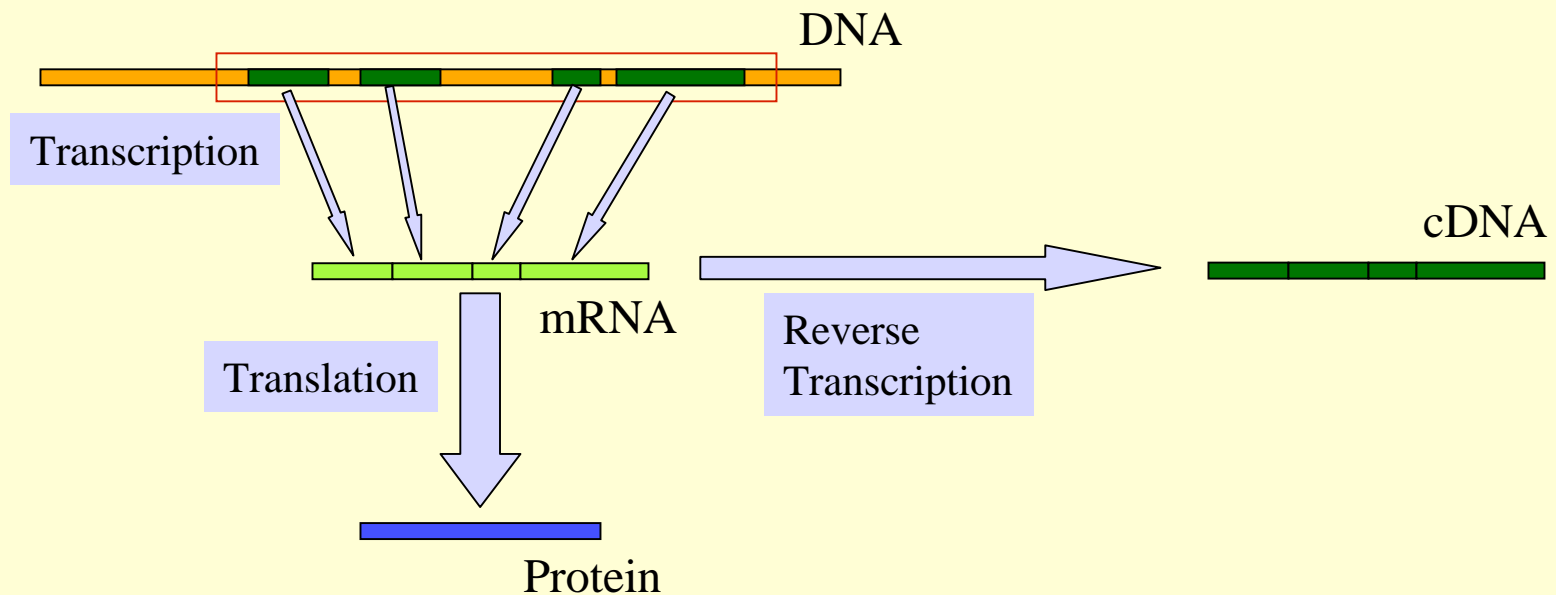 DNA
Transcription
cDNA
mRNA
Reverse
Transcription
Translation
Protein